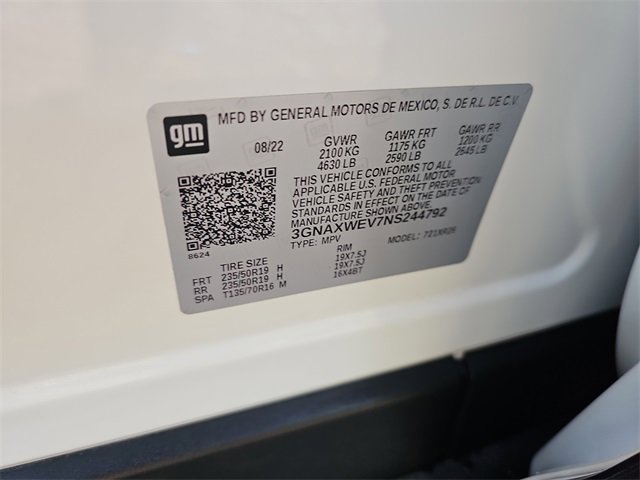 gm
MFD BY GENERAL MOTORS DE MEXICO, S. DE R.L. DE C.V.
08/22 GVWR GAWR FRT GAWR RR
2100 KG 1175 KG 1200 KG
4630 LB 2590 LB 2645 LB
THIS VEHICLE CONFORMS TO ALL
APPLICABLE U.S. FEDERAL MOTOR
VEHICLE SAFETY AND THEFT PREVENTION
STANDARDS IN EFFECT ON THE DATE OF
MANUFACTURE SHOWN ABOVE.
3GNAXWEV7NS244792
TYPE: MPV MODEL: 721XR26
8624
TIRE SIZE RIM
FRT 235/50R19 H 19X7.5J
RR 235/50R19 H 19X7.5J
SPA T135/70R16 M 16X4BT